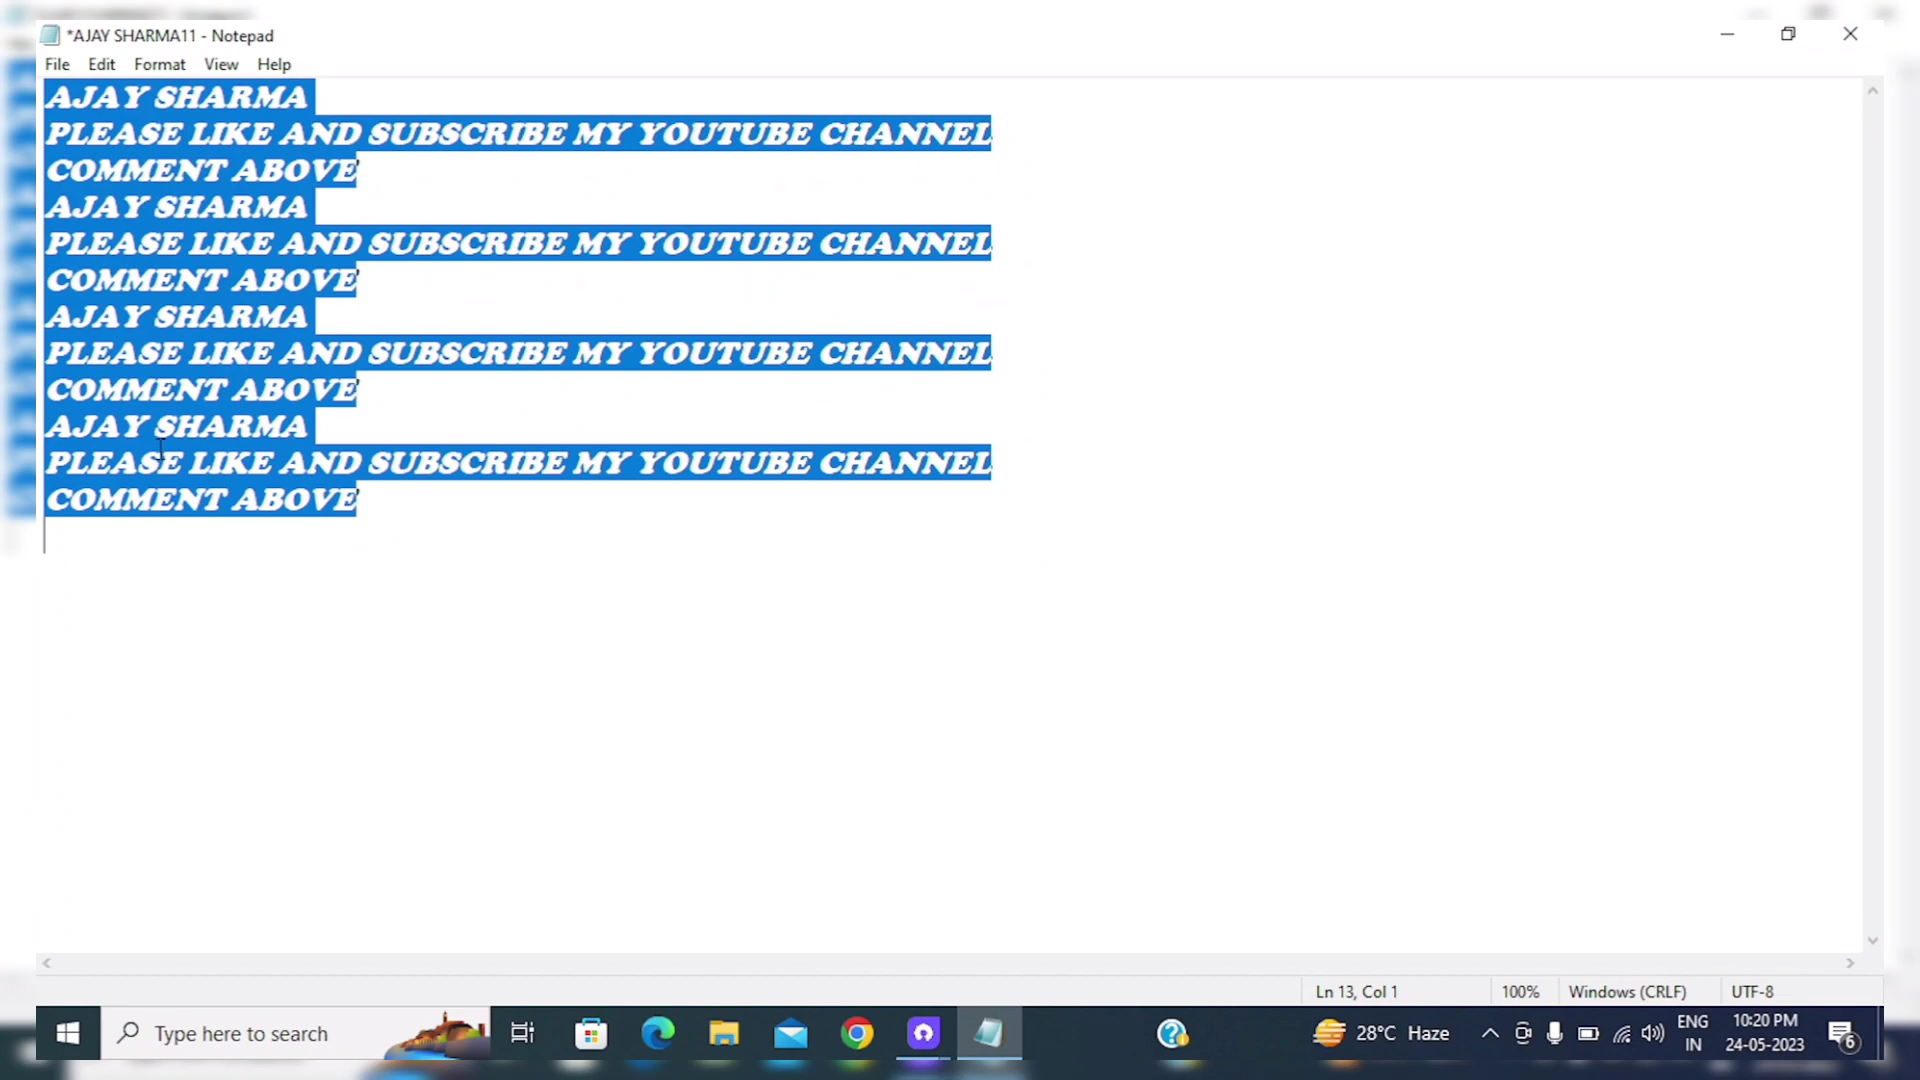 *AJAY SHARMA11 - Notepad
File Edit Format View Help
AJAY SHARMA
PLEASE LIKE AND SUBSCRIBE MY YOUTUBE CHANNEL
COMMENT ABOVE
AJAY SHARMA
PLEASE LIKE AND SUBSCRIBE MY YOUTUBE CHANNEL
COMMENT ABOVE
AJAY SHARMA
PLEASE LIKE AND SUBSCRIBE MY YOUTUBE CHANNEL
COMMENT ABOVE
AJAY SHARMA
PLEASE LIKE AND SUBSCRIBE MY YOUTUBE CHANNEL
COMMENT ABOVE
Ln 13, Col 1 100% Windows (CRLF) UTF-8
Type here to search 28°C Haze ENG 10:20 PM
IN 24-05-2023 6